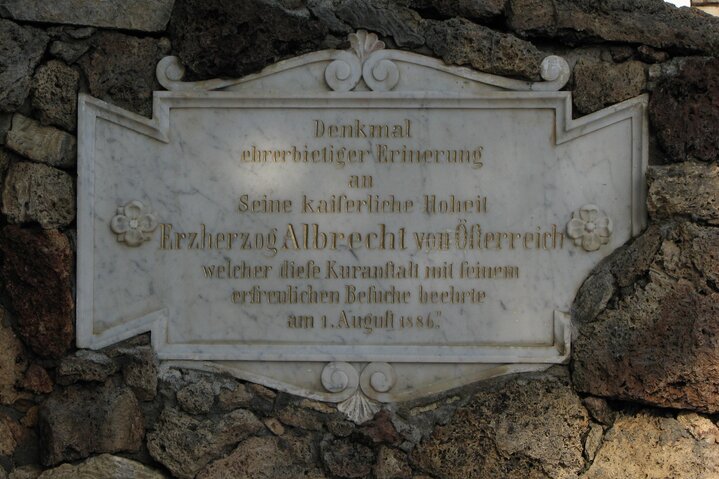 Denkmal
ehrerbietiger Erinerung
an
Seine kaiſerliche Hoheit
Erzherzog Albrecht von Öſterreich
welcher dieſe Kuranſtalt mit ſeinem
erfreulichen Beſuche beehrte
am 1. Auguſt 1886.